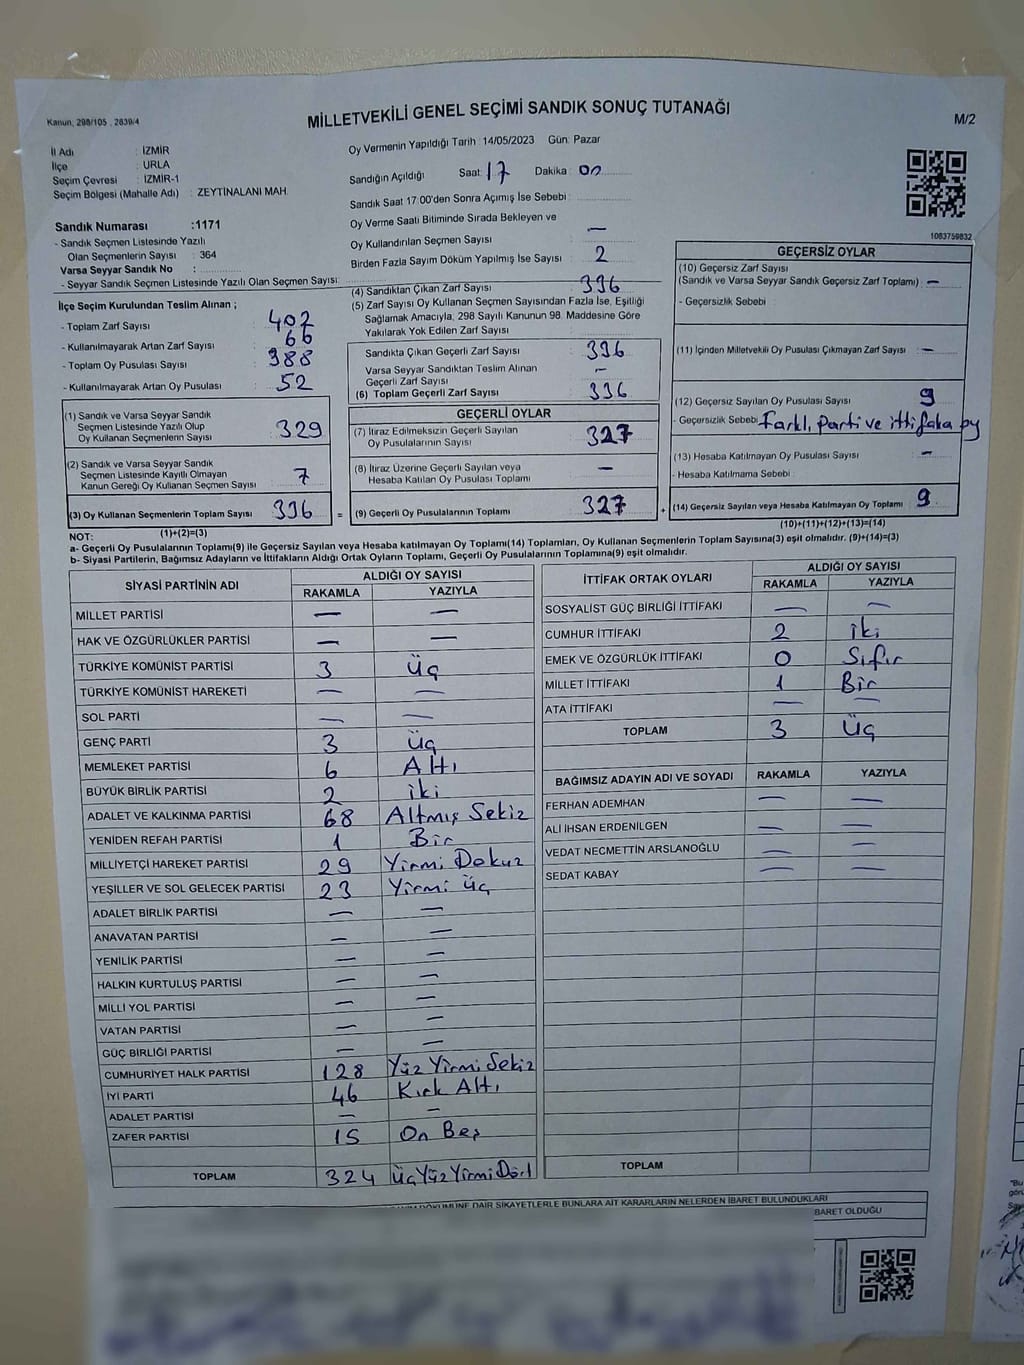 Kanun, 298/105 , 2839/4
MİLLETVEKİLİ GENEL SEÇİMİ SANDIK SONUÇ TUTANAĞI
M/2
İl Adı : İZMİR
İlçe : URLA
Seçim Çevresi : İZMİR-1
Seçim Bölgesi (Mahalle Adı) : ZEYTİNALANI MAH.
Oy Vermenin Yapıldığı Tarih :14/05/2023 Gün: Pazar
Sandığın Açıldığı Saat: 17 Dakika : 00
Sandık Saat 17:00'den Sonra Açımış İse Sebebi :
Oy Verme Saati Bitiminde Sırada Bekleyen ve
Oy Kullandırılan Seçmen Sayısı : —
Birden Fazla Sayım Döküm Yapılmış İse Sayısı : 2
1083759832
Sandık Numarası :1171
- Sandık Seçmen Listesinde Yazılı
Olan Seçmenlerin Sayısı : 364
Varsa Seyyar Sandık No :
- Seyyar Sandık Seçmen Listesinde Yazılı Olan Seçmen Sayısı:
İlçe Seçim Kurulundan Teslim Alınan ;
- Toplam Zarf Sayısı : 402
- Kullanılmayarak Artan Zarf Sayısı : 66
- Toplam Oy Pusulası Sayısı : 388
- Kullanılmayarak Artan Oy Pusulası : 52
(1) Sandık ve Varsa Seyyar Sandık
Seçmen Listesinde Yazılı Olup
Oy Kullanan Seçmenlerin Sayısı : 329
(2) Sandık ve Varsa Seyyar Sandık
Seçmen Listesinde Kayıtlı Olmayan
Kanun Gereği Oy Kullanan Seçmen Sayısı : 7
(3) Oy Kullanan Seçmenlerin Toplam Sayısı : 336
(1)+(2)=(3)
(4) Sandıktan Çıkan Zarf Sayısı : 336
(5) Zarf Sayısı Oy Kullanan Seçmen Sayısından Fazla İse, Eşitliği
Sağlamak Amacıyla, 298 Sayılı Kanunun 98. Maddesine Göre
Yakılarak Yok Edilen Zarf Sayısı :
Sandıkta Çıkan Geçerli Zarf Sayısı : 336
Varsa Seyyar Sandıktan Teslim Alınan
Geçerli Zarf Sayısı : —
(6) Toplam Geçerli Zarf Sayısı : 336
GEÇERLİ OYLAR
(7) İtiraz Edilmeksizin Geçerli Sayılan
Oy Pusulalarının Sayısı : 327
(8) İtiraz Üzerine Geçerli Sayılan veya
Hesaba Katılan Oy Pusulası Toplamı : —
= (9) Geçerli Oy Pusulalarının Toplamı : 327
GEÇERSİZ OYLAR
(10) Geçersiz Zarf Sayısı
(Sandık ve Varsa Seyyar Sandık Geçersiz Zarf Toplamı) : —
- Geçersizlik Sebebi :
(11) İçinden Milletvekili Oy Pusulası Çıkmayan Zarf Sayısı : —
(12) Geçersiz Sayılan Oy Pusulası Sayısı : 9
- Geçersizlik Sebebi : Farklı parti ve ittifaka oy
(13) Hesaba Katılmayan Oy Pusulası Sayısı : —
- Hesaba Katılmama Sebebi :
+ (14) Geçersiz Sayılan veya Hesaba Katılmayan Oy Toplamı : 9
(10)+(11)+(12)+(13)=(14)
NOT:
a- Geçerli Oy Pusulalarının Toplamı(9) ile Geçersiz Sayılan veya Hesaba Katılmayan Oy Toplamı(14) Toplamları, Oy Kullanan Seçmenlerin Toplam Sayısına(3) eşit olmalıdır. (9)+(14)=(3)
b- Siyasi Partilerin, Bağımsız Adayların ve İttifakların Aldığı Ortak Oyların Toplamı, Geçerli Oy Pusulalarının Toplamına(9) eşit olmalıdır.
SİYASİ PARTİNİN ADI ALDIĞI OY SAYISI
RAKAMLA YAZIYLA
MİLLET PARTİSİ — —
HAK VE ÖZGÜRLÜKLER PARTİSİ — —
TÜRKİYE KOMÜNİST PARTİSİ 3 Üç
TÜRKİYE KOMÜNİST HAREKETİ — —
SOL PARTİ — —
GENÇ PARTİ 3 Üç
MEMLEKET PARTİSİ 6 Altı
BÜYÜK BİRLİK PARTİSİ 2 iki
ADALET VE KALKINMA PARTİSİ 68 Altmış Sekiz
YENİDEN REFAH PARTİSİ 1 Bir
MİLLİYETÇİ HAREKET PARTİSİ 29 Yirmi Dokuz
YEŞİLLER VE SOL GELECEK PARTİSİ 23 Yirmi Üç
ADALET BİRLİK PARTİSİ — —
ANAVATAN PARTİSİ — —
YENİLİK PARTİSİ — —
HALKIN KURTULUŞ PARTİSİ — —
MİLLİ YOL PARTİSİ — —
VATAN PARTİSİ — —
GÜÇ BİRLİĞİ PARTİSİ — —
CUMHURİYET HALK PARTİSİ 128 Yüz Yirmi Sekiz
İYİ PARTİ 46 Kırk Altı
ADALET PARTİSİ — —
ZAFER PARTİSİ 15 On Beş
TOPLAM 324 Üç Yüz Yirmi Dört
İTTİFAK ORTAK OYLARI ALDIĞI OY SAYISI
RAKAMLA YAZIYLA
SOSYALİST GÜÇ BİRLİĞİ İTTİFAKI — —
CUMHUR İTTİFAKI 2 iki
EMEK VE ÖZGÜRLÜK İTTİFAKI 0 Sıfır
MİLLET İTTİFAKI 1 Bir
ATA İTTİFAKI — —
TOPLAM 3 Üç
BAĞIMSIZ ADAYIN ADI VE SOYADI RAKAMLA YAZIYLA
FERHAN ADEMHAN — —
ALİ İHSAN ERDENİLGEN — —
VEDAT NECMETTİN ARSLANOĞLU — —
SEDAT KABAY — —
TOPLAM
DÖKÜMÜNE DAİR ŞİKAYETLERLE BUNLARA AİT KARARLARIN NELERDEN İBARET BULUNDUKLARI
İBARET OLDUĞU